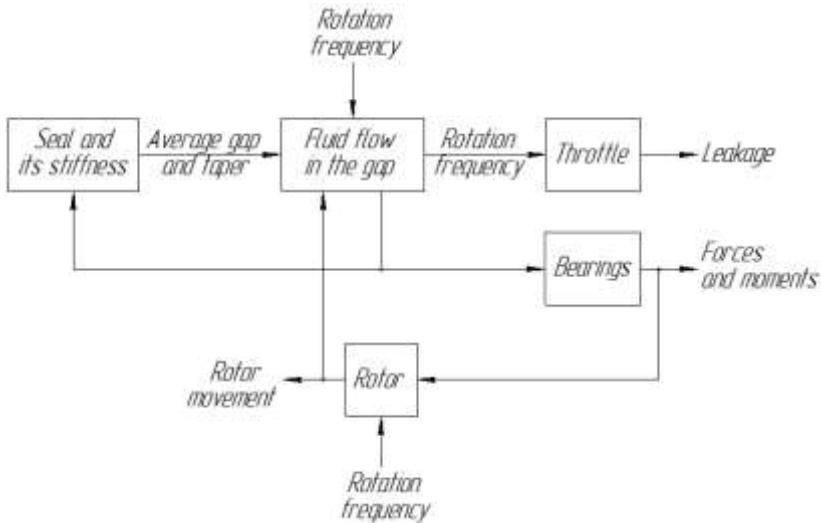 Rotation
frequency
Seal and
its stiffness
Average gap
and taper
Fluid flow
in the gap
Rotation
frequency
Throttle
Leakage
Bearings
Forces
and moments
Rotor
movement
Rotor
Rotation
frequency